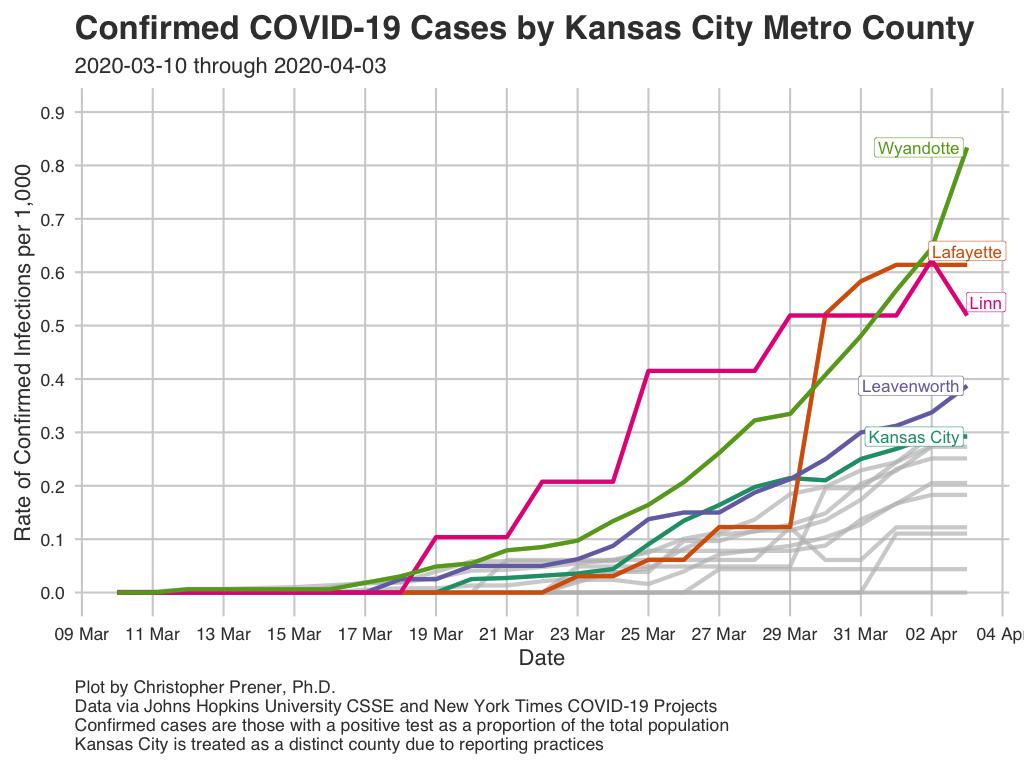 Confirmed COVID-19 Cases by Kansas City Metro County
2020-03-10 through 2020-04-03
Rate of Confirmed Infections per 1,000
0.9
0.8
0.7
0.6
0.5
0.4
0.3
0.2
0.1
0.0
Wyandotte
Lafayette
Linn
Leavenworth
Kansas City
09 Mar 11 Mar 13 Mar 15 Mar 17 Mar 19 Mar 21 Mar 23 Mar 25 Mar 27 Mar 29 Mar 31 Mar 02 Apr 04 Apr
Date
Plot by Christopher Prener, Ph.D.
Data via Johns Hopkins University CSSE and New York Times COVID-19 Projects
Confirmed cases are those with a positive test as a proportion of the total population
Kansas City is treated as a distinct county due to reporting practices